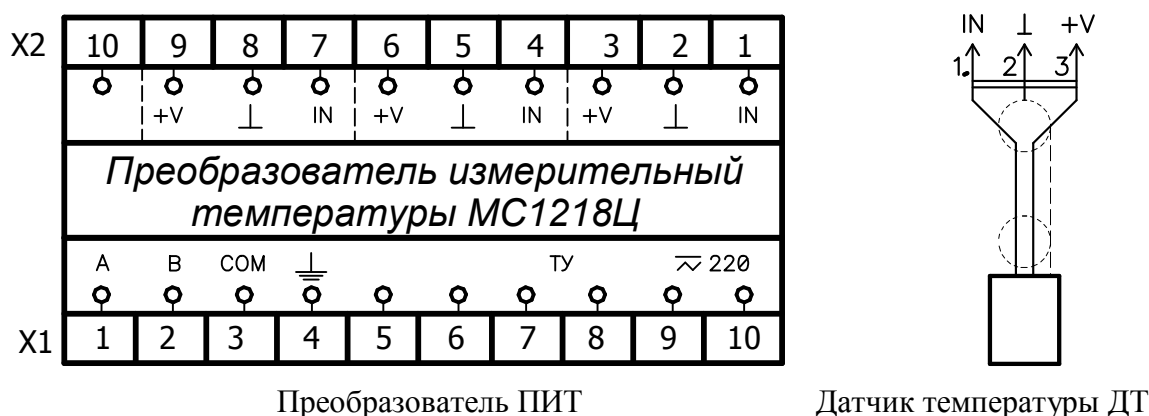 X2 10 9 8 7 6 5 4 3 2 1
+V ⊥ IN +V ⊥ IN +V ⊥ IN
Преобразователь измерительный
температуры МС1218Ц
A B COM ТУ 220
X1 1 2 3 4 5 6 7 8 9 10
Преобразователь ПИТ
IN ⊥ +V
1. 2 3
Датчик температуры ДТ